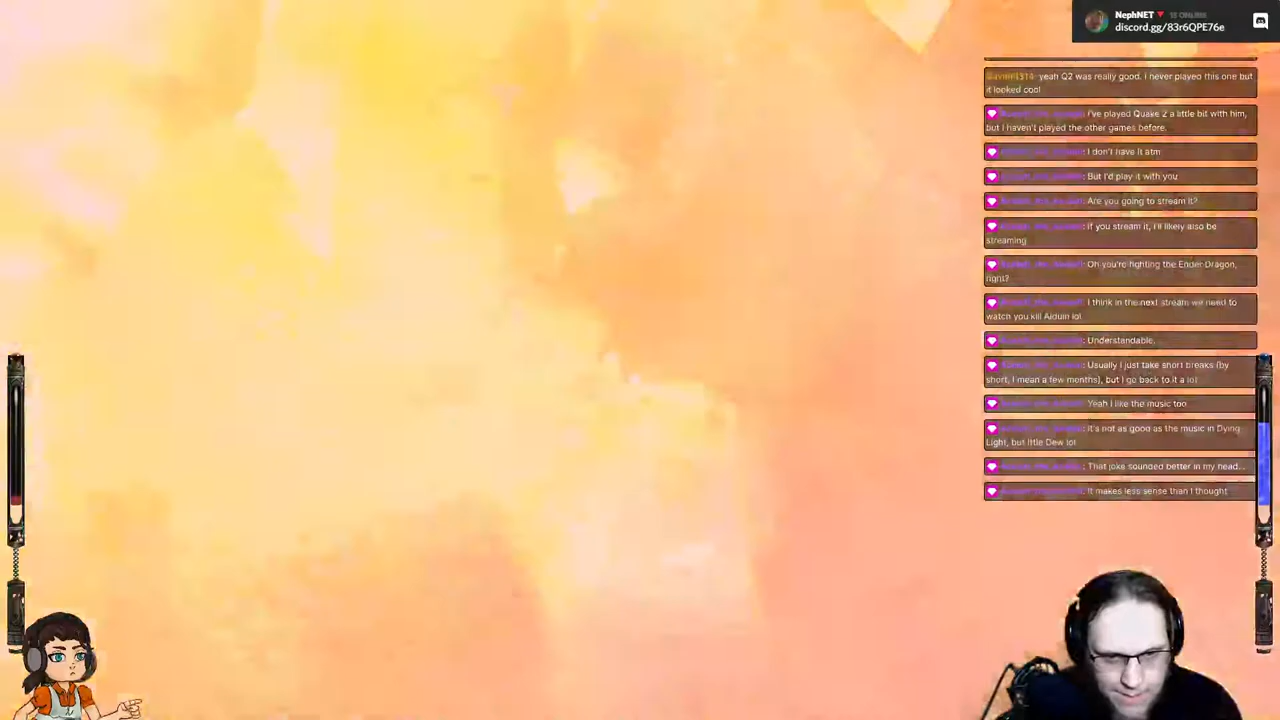 NephNET 15 ONLINE
discord.gg/83r6QPE76e
yeah Q2 was really good. I never played this one but
it looked cool
: I've played Quake 2 a little bit with him,
but I haven't played the other games before.
: I don't have it atm
: But I'd play it with you
: Are you going to stream it?
: If you stream it, I'll likely also be
streaming
: Oh you're fighting the Ender Dragon,
right?
: I think in the next stream we need to
watch you kill Alduin lol
: Understandable.
: Usually I just take short breaks (by
short, I mean a few months), but I go back to it a lot
: Yeah I like the music too
: It's not as good as the music in Dying
Light, but little Dew lol
: That joke sounded better in my head...
: It makes less sense than I thought